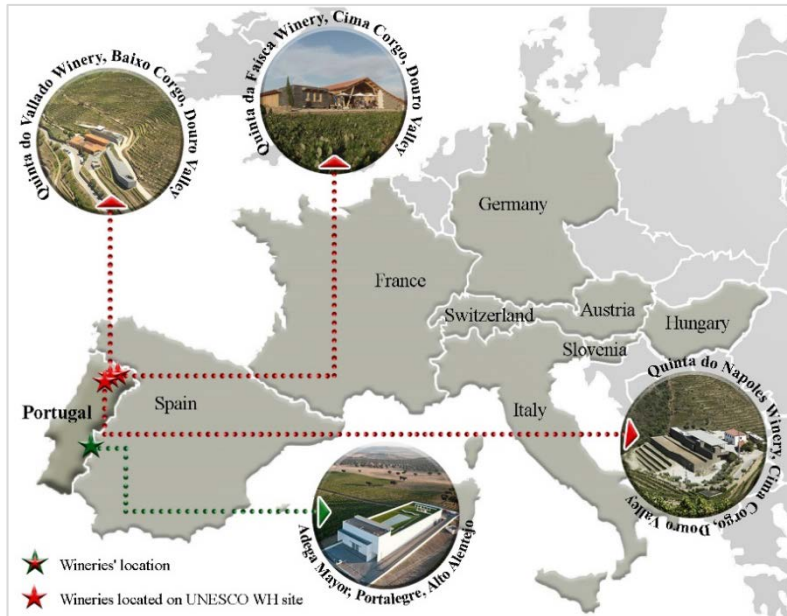 Quinta do Vallado Winery, Baixo Corgo, Douro Valley
Quinta da Faísca Winery, Cima Corgo, Douro Valley
Germany
France
Switzerland
Austria
Hungary
Slovenia
Portugal
Spain
Italy
Quinta do Napoles Winery, Cima Corgo, Douro Valley
Adega Mayor, Portalegre, Alto Alentejo
Wineries' location
Wineries located on UNESCO WH site